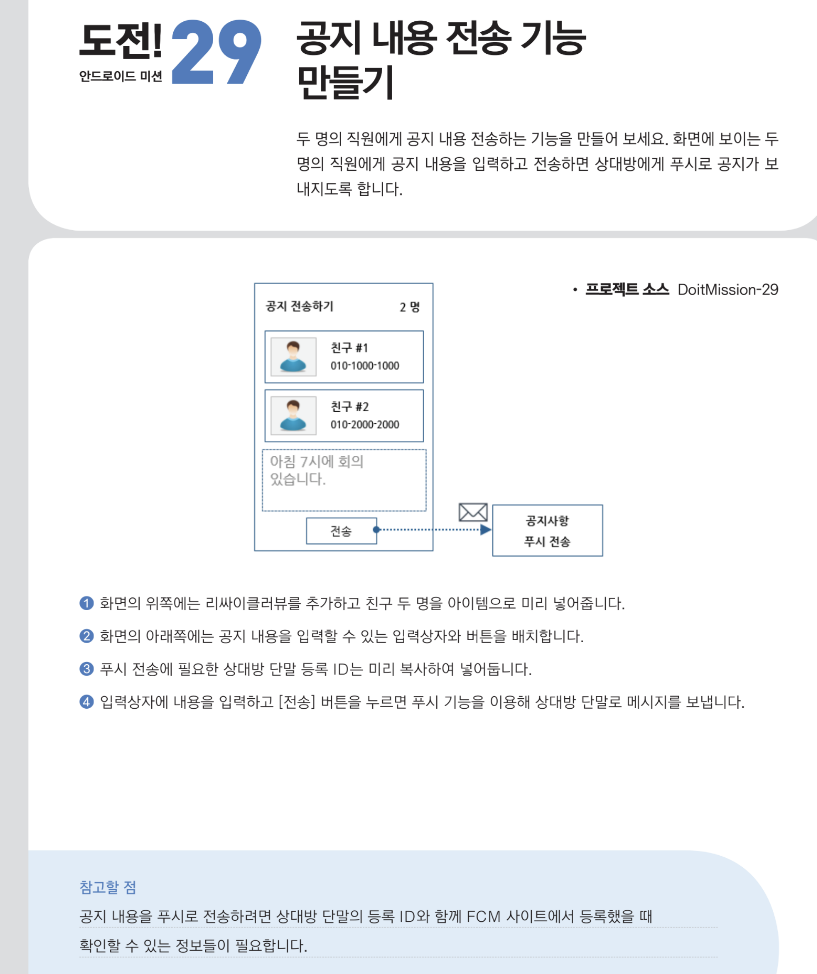 도전! 29
안드로이드 미션
공지 내용 전송 기능
만들기
두 명의 직원에게 공지 내용 전송하는 기능을 만들어 보세요. 화면에 보이는 두
명의 직원에게 공지 내용을 입력하고 전송하면 상대방에게 푸시로 공지가 보
내지도록 합니다.
• 프로젝트 소스 DoitMission-29
공지 전송하기 2 명
친구 #1
010-1000-1000
친구 #2
010-2000-2000
아침 7시에 회의
있습니다.
전송
공지사항
푸시 전송
❶ 화면의 위쪽에는 리싸이클러뷰를 추가하고 친구 두 명을 아이템으로 미리 넣어줍니다.
❷ 화면의 아래쪽에는 공지 내용을 입력할 수 있는 입력상자와 버튼을 배치합니다.
❸ 푸시 전송에 필요한 상대방 단말 등록 ID는 미리 복사하여 넣어둡니다.
❹ 입력상자에 내용을 입력하고 [전송] 버튼을 누르면 푸시 기능을 이용해 상대방 단말로 메시지를 보냅니다.
참고할 점
공지 내용을 푸시로 전송하려면 상대방 단말의 등록 ID와 함께 FCM 사이트에서 등록했을 때
확인할 수 있는 정보들이 필요합니다.